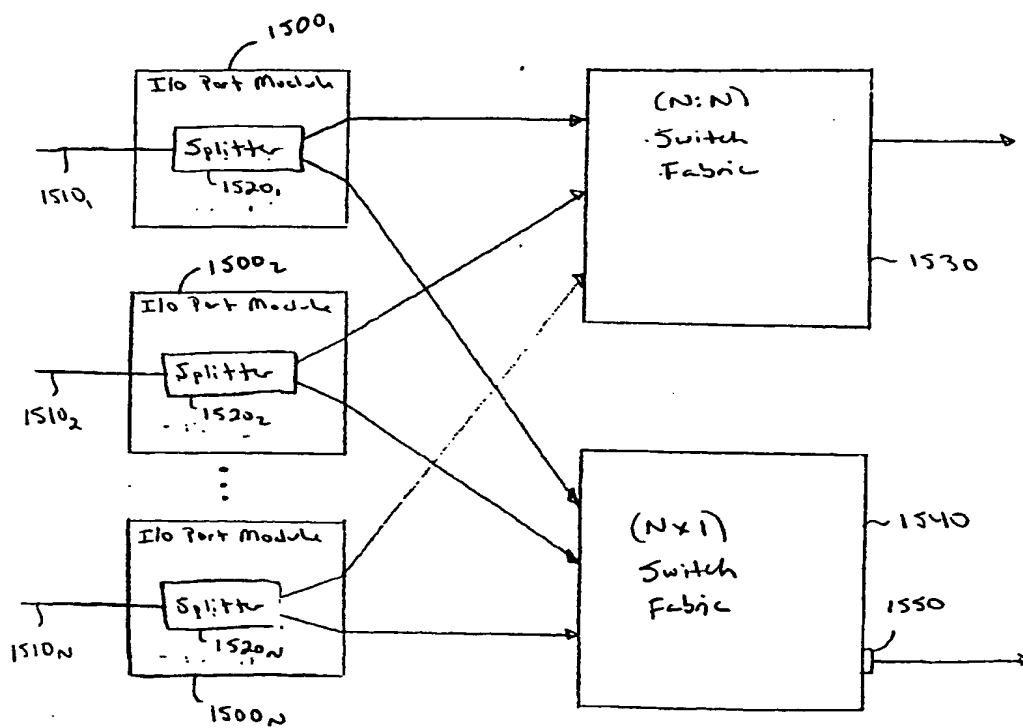 1500₁
I/O Port Module
Splitter
1520₁
1510₁
(N:N)
Switch
Fabric
1530
1500₂
I/O Port Module
Splitter
1520₂
1510₂
I/O Port Module
Splitter
1520N
1510N
1500N
(N×1)
Switch
Fabric
1540
1550